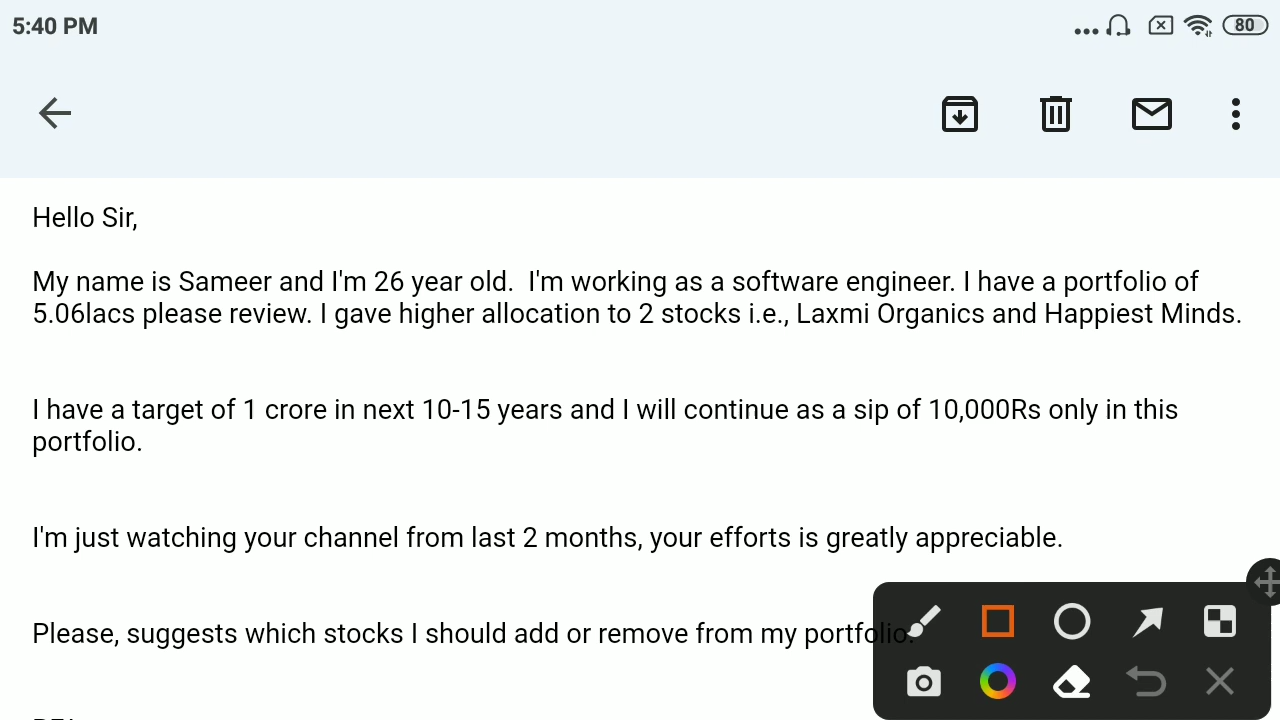 5:40 PM
80
Hello Sir,
My name is Sameer and I'm 26 year old.  I'm working as a software engineer. I have a portfolio of
5.06lacs please review. I gave higher allocation to 2 stocks i.e., Laxmi Organics and Happiest Minds.
I have a target of 1 crore in next 10-15 years and I will continue as a sip of 10,000Rs only in this
portfolio.
I'm just watching your channel from last 2 months, your efforts is greatly appreciable.
Please, suggests which stocks I should add or remove from my portfolio.